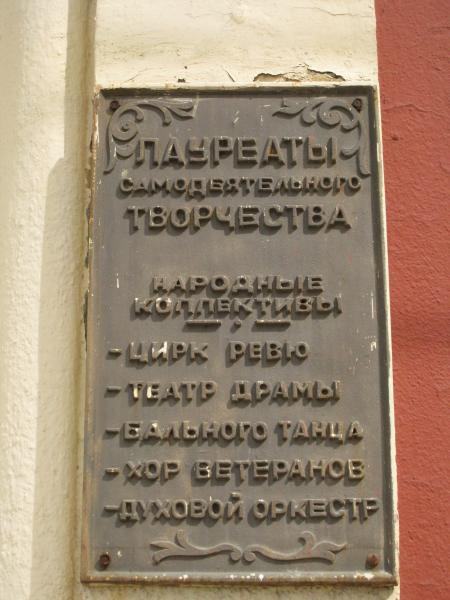 ЛАУРЕАТЫ
САМОДЕЯТЕЛЬНОГО
ТВОРЧЕСТВА
НАРОДНЫЕ
КОЛЛЕКТИВЫ
- ЦИРК РЕВЮ
- ТЕАТР ДРАМЫ
- БАЛЬНОГО ТАНЦА
- ХОР ВЕТЕРАНОВ
- ДУХОВОЙ ОРКЕСТР